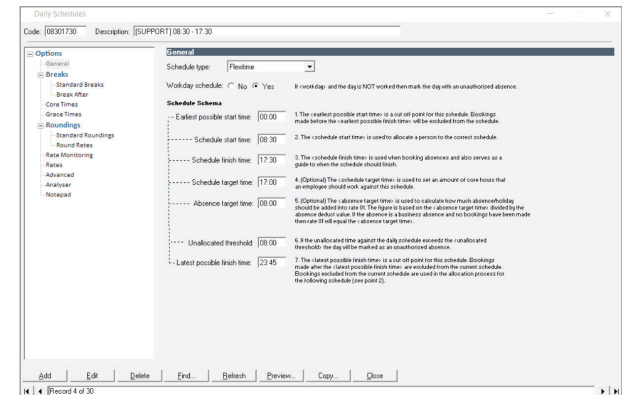 Daily Schedules
Code: 08301730 Description: [SUPPORT] 08.30 - 17.30
Options
General
Breaks
Standard Breaks
Break After
Core Times
Grace Times
Roundings
Standard Roundings
Round Rates
Rate Monitoring
Rates
Advanced
Analyser
Notepad
General
Schedule type: Flexitime
Workday schedule: No Yes If <workday> and the day is NOT worked then mark the day with an unauthorised absence.
Schedule Schema
Earliest possible start time: 00:00 1. The <earliest possible start time> is a cut off point for this schedule. Bookings
made before the <earliest possible finish time> will be excluded from the schedule.
Schedule start time: 08:30 2. The <schedule start time> is used to allocate a person to the correct schedule.
Schedule finish time: 17:30 3. The <schedule finish time> is used when booking absences and also serves as a
guide to when the schedule should finish.
Schedule target time: 17:00 4. (Optional) The <schedule target time> is used to set an amount of core hours that
an employee should work against this schedule.
Absence target time: 08:00 5. (Optional) The <absence target time> is used to calculate how much absence/holiday
should be added into rate 01. The figure is based on the <absence target time> divided by the
absence deduct value. If the absence is a business absence and no bookings have been made
then rate 01 will equal the <absence target time>.
Unallocated threshold: 08:00 6. If the unallocated time against the daily schedule exceeds the <unallocated
threshold> the day will be marked as an unauthorised absence.
Latest possible finish time: 23:45 7. The <latest possible finish time> is a cut off point for this schedule. Bookings
made after the <latest possible finish time> are excluded from the current schedule.
Bookings excluded from the current schedule are used in the allocation process for
the following schedule (see point 2).
Add Edit Delete Find... Refresh Preview... Copy... Close
Record 4 of 30